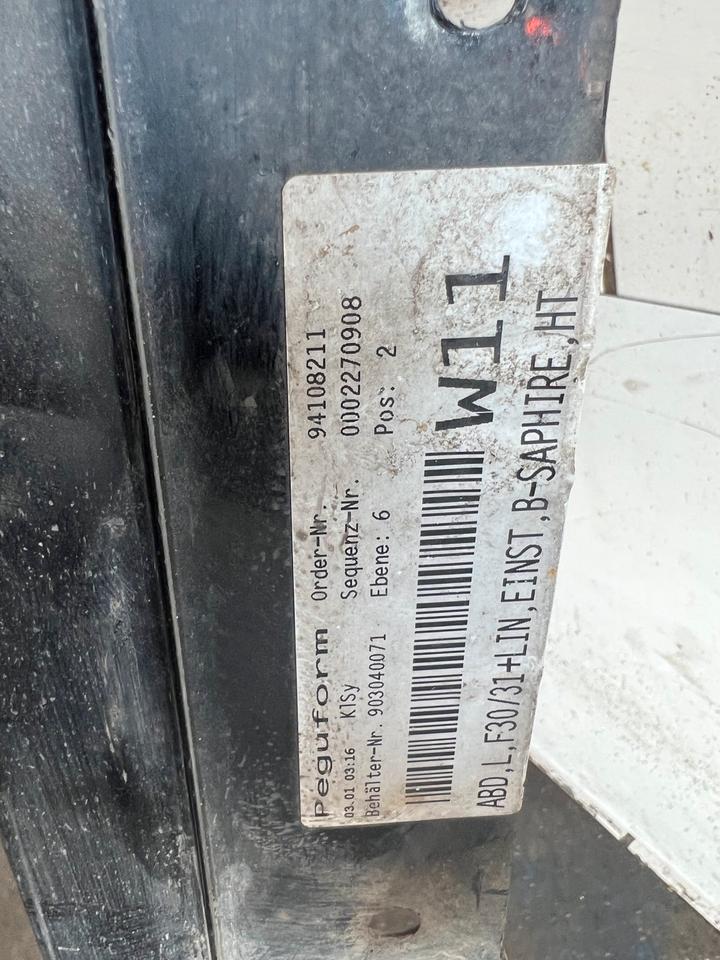 Peguform Order-Nr. 94108211
03.01 03:16 K1Sy Sequenz-Nr. 0002270908
Behälter-Nr. 903040071 Ebene: 6 Pos: 2
W11
ABD,L,F30/31+LIN,EINST,B-SAPHIRE,HT